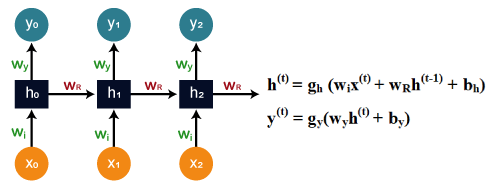 y₀ y₁ y₂
wy wy wy
h₀ wR h₁ wR h₂ wR
wi wi wi
x₀ x₁ x₂
h⁽ᵗ⁾ = gh (wix⁽ᵗ⁾ + wRh⁽ᵗ⁻¹⁾ + bh)
y⁽ᵗ⁾ = gy(wyh⁽ᵗ⁾ + by)